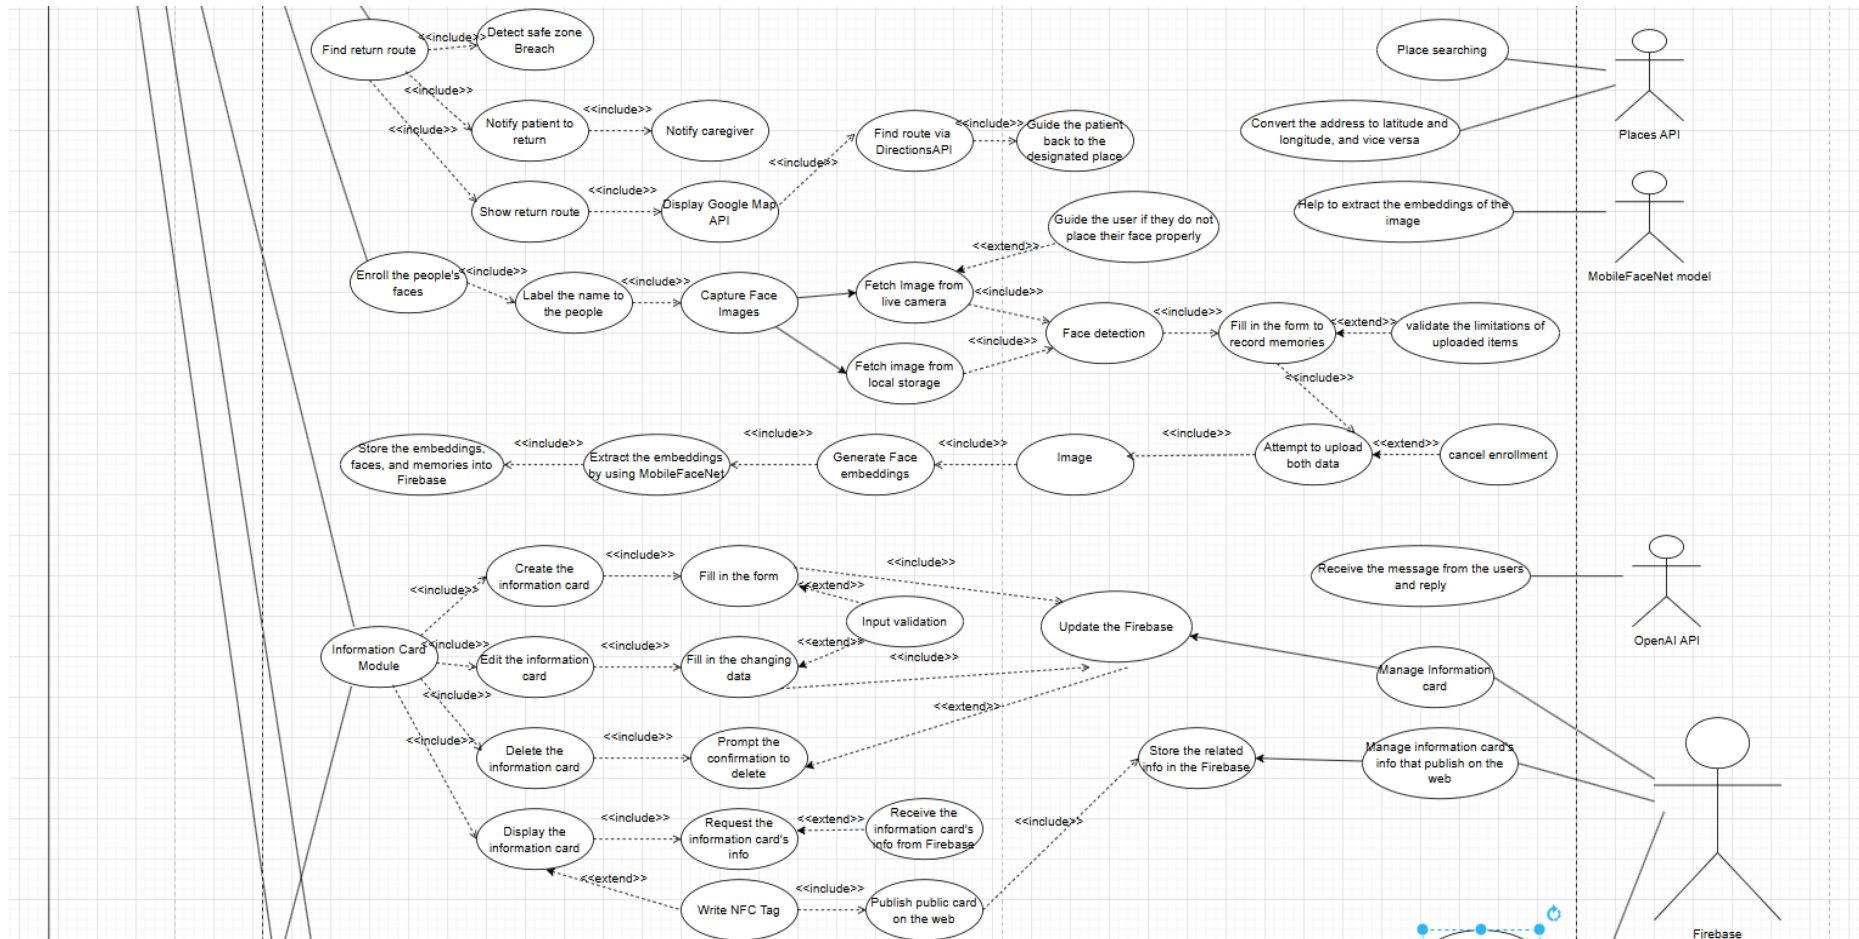 Find return route
<<include>>
Detect safe zone
Breach
<<include>>
<<include>>
Notify patient to
return
<<include>>
Notify caregiver
Show return route
<<include>>
Display Google Map
API
<<include>>
Find route via
DirectionsAPI
<<include>>
Guide the patient
back to the
designated place
Place searching
Convert the address to latitude and
longitude, and vice versa
Places API
Help to extract the embeddings of the
image
MobileFaceNet model
Guide the user if they do not
place their face properly
<<extend>>
Enroll the people's
faces
<<include>>
Label the name to
the people
<<include>>
Capture Face
Images
Fetch Image from
live camera
<<include>>
Fetch image from
local storage
<<include>>
Face detection
<<include>>
Fill in the form to
record memories
<<extend>>
validate the limitations of
uploaded items
<<include>>
Store the embeddings,
faces, and memories into
Firebase
<<include>>
Extract the embeddings
by using MobileFaceNet
<<include>>
Generate Face
embeddings
<<include>>
Image
<<include>>
Attempt to upload
both data
<<extend>>
cancel enrollment
Information Card
Module
<<include>>
Create the
information card
<<include>>
Fill in the form
<<include>>
<<extend>>
Input validation
<<extend>>
<<include>>
Edit the information
card
<<include>>
Fill in the changing
data
<<include>>
Update the Firebase
Receive the message from the users
and reply
OpenAI API
Manage Information
card
<<include>>
<<extend>>
<<include>>
Delete the
information card
<<include>>
Prompt the
confirmation to
delete
Store the related
info in the Firebase
Manage information card's
info that publish on the
web
Display the
information card
<<include>>
Request the
information card's
info
<<extend>>
Receive the
information card's
info from Firebase
<<include>>
<<extend>>
Write NFC Tag
<<include>>
Publish public card
on the web
Firebase